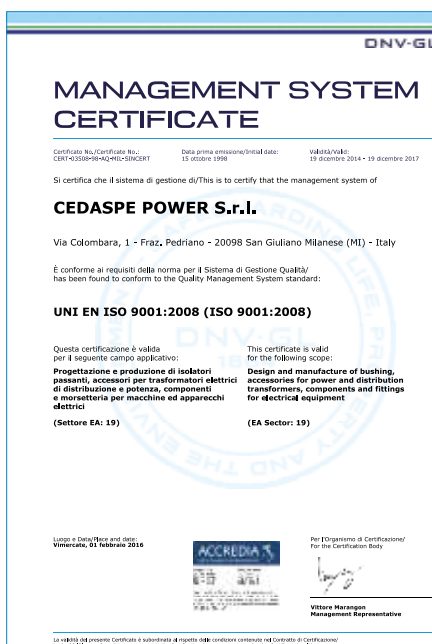 DNV·GL
MANAGEMENT SYSTEM
CERTIFICATE
Certificato No./Certificate No.:
CERT-03508-98-AQ-MIL-SINCERT
Data prima emissione/Initial date:
15 ottobre 1998
Validità/Valid:
19 dicembre 2014 - 19 dicembre 2017
Si certifica che il sistema di gestione di/This is to certify that the management system of
CEDASPE POWER S.r.l.
Via Colombara, 1 - Fraz. Pedriano - 20098 San Giuliano Milanese (MI) - Italy
È conforme ai requisiti della norma per il Sistema di Gestione Qualità/
has been found to conform to the Quality Management System standard:
UNI EN ISO 9001:2008 (ISO 9001:2008)
Questa certificazione è valida
per il seguente campo applicativo:
Progettazione e produzione di isolatori
passanti, accessori per trasformatori elettrici
di distribuzione e potenza, componenti
e morsetteria per macchine ed apparecchi
elettrici
(Settore EA: 19)
This certificate is valid
for the following scope:
Design and manufacture of bushing,
accessories for power and distribution
transformers, components and fittings
for electrical equipment
(EA Sector: 19)
Luogo e Data/Place and date:
Vimercate, 01 febbraio 2016
ACCREDIA
Per l'Organismo di Certificazione/
For the Certification Body
Vittore Marangon
Management Representative
La validità del presente Certificato è subordinata al rispetto delle condizioni contenute nel Contratto di Certificazione/